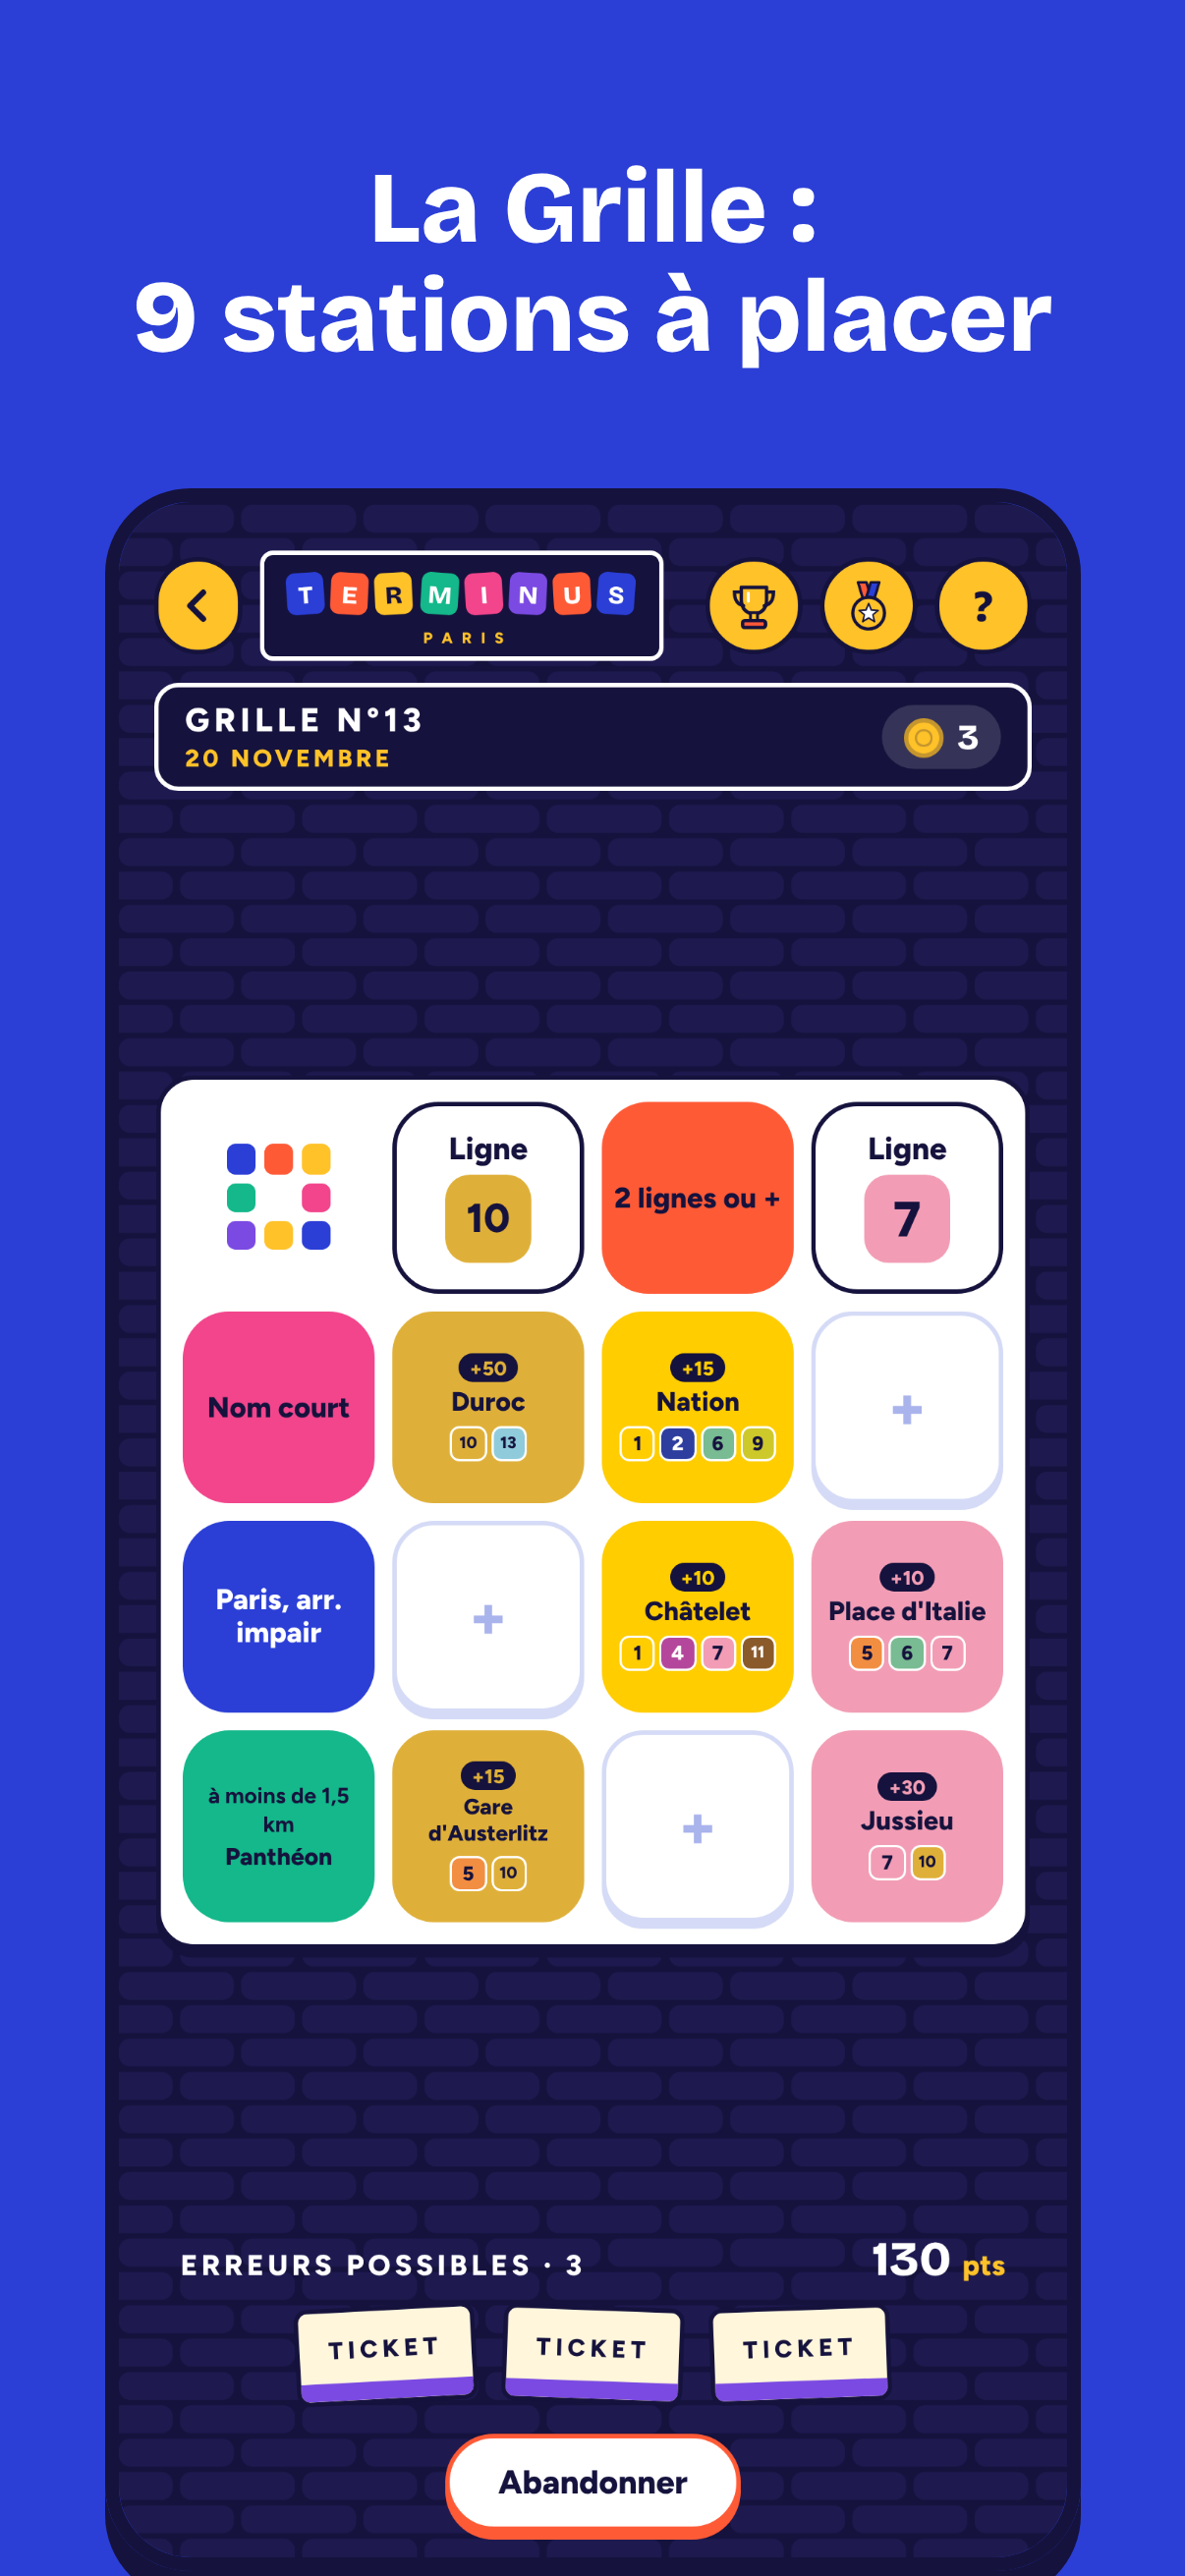 La Grille :
9 stations à placer
TERMINUS
PARIS
?
GRILLE N°13
20 NOVEMBRE
3
Ligne
10
2 lignes ou +
Ligne
7
Nom court
+50
Duroc
10 13
+15
Nation
1 2 6 9
+
Paris, arr.
impair
+
+10
Châtelet
1 4 7 11
+10
Place d'Italie
5 6 7
à moins de 1,5
km
Panthéon
+15
Gare
d'Austerlitz
5 10
+
+30
Jussieu
7 10
ERREURS POSSIBLES · 3
130 pts
TICKET
TICKET
TICKET
Abandonner